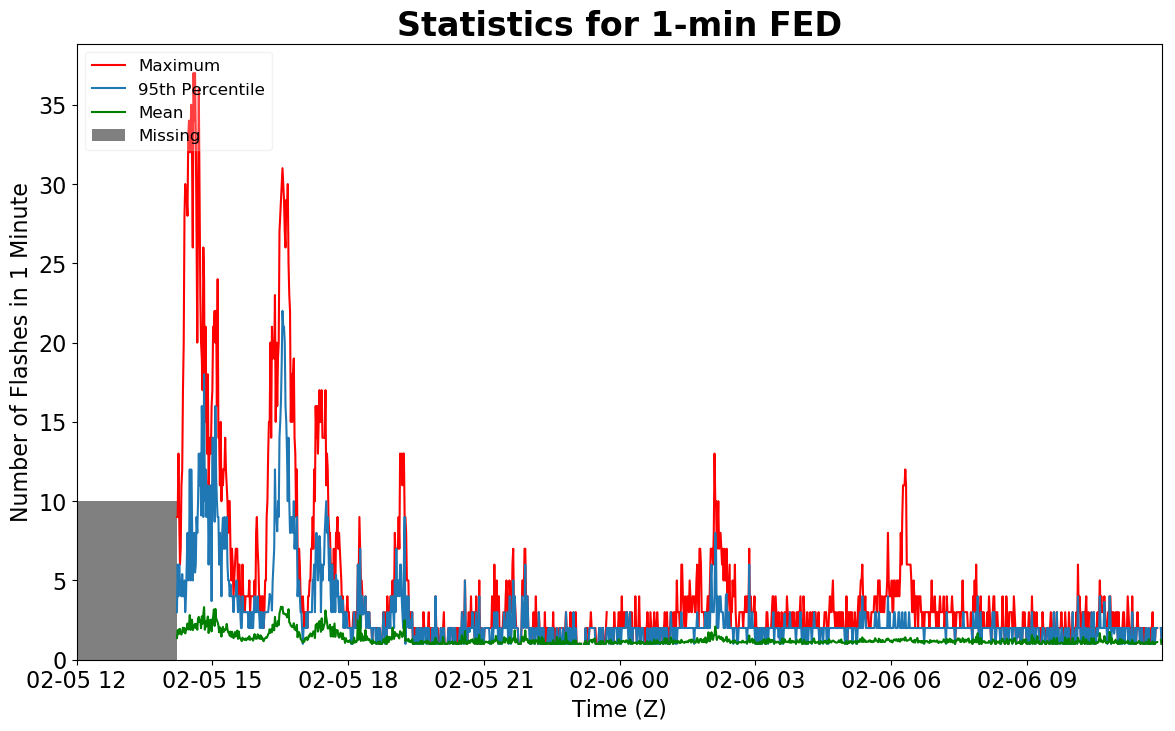 Statistics for 1-min FED
Maximum
95th Percentile
Mean
Missing
Number of Flashes in 1 Minute
35
30
25
20
15
10
5
0
02-05 12
02-05 15
02-05 18
02-05 21
02-06 00
02-06 03
02-06 06
02-06 09
Time (Z)